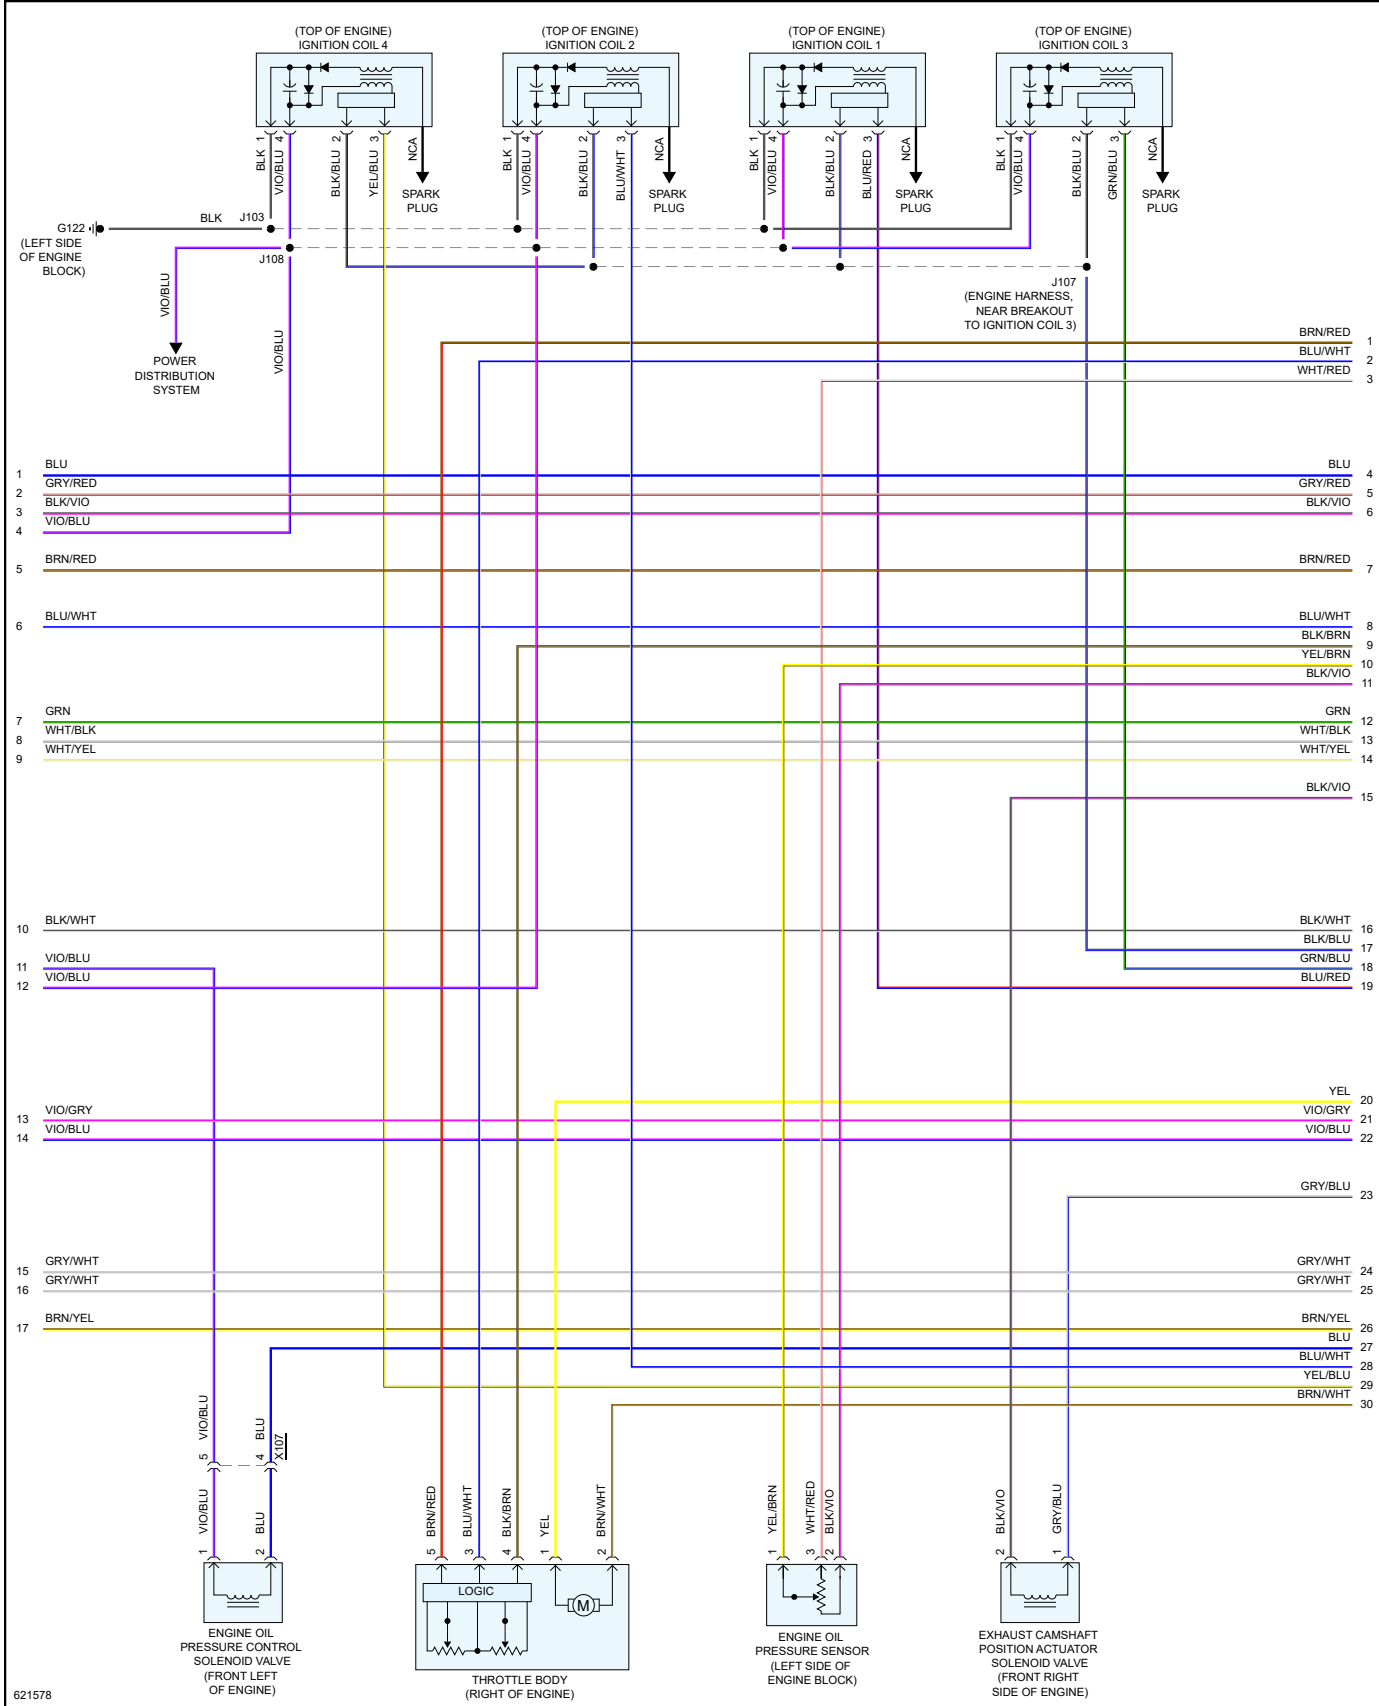 (TOP OF ENGINE)
IGNITION COIL 4
(TOP OF ENGINE)
IGNITION COIL 2
(TOP OF ENGINE)
IGNITION COIL 1
(TOP OF ENGINE)
IGNITION COIL 3
1
4
2
3
BLK
VIO/BLU
BLK/BLU
YEL/BLU
NCA
SPARK
PLUG
1
4
2
3
BLK
VIO/BLU
BLK/BLU
BLU/WHT
NCA
SPARK
PLUG
1
4
2
3
BLK
VIO/BLU
BLK/BLU
BLU/RED
NCA
SPARK
PLUG
1
4
2
3
BLK
VIO/BLU
BLK/BLU
GRN/BLU
NCA
SPARK
PLUG
G122
(LEFT SIDE
OF ENGINE
BLOCK)
BLK
J103
J108
VIO/BLU
VIO/BLU
POWER
DISTRIBUTION
SYSTEM
J107
(ENGINE HARNESS,
NEAR BREAKOUT
TO IGNITION COIL 3)
BRN/RED 1
BLU/WHT 2
WHT/RED 3
1 BLU BLU 4
2 GRY/RED GRY/RED 5
3 BLK/VIO BLK/VIO 6
4 VIO/BLU
5 BRN/RED BRN/RED 7
6 BLU/WHT BLU/WHT 8
BLK/BRN 9
YEL/BRN 10
BLK/VIO 11
7 GRN GRN 12
8 WHT/BLK WHT/BLK 13
9 WHT/YEL WHT/YEL 14
BLK/VIO 15
10 BLK/WHT BLK/WHT 16
BLK/BLU 17
11 VIO/BLU GRN/BLU 18
12 VIO/BLU BLU/RED 19
YEL 20
13 VIO/GRY VIO/GRY 21
14 VIO/BLU VIO/BLU 22
GRY/BLU 23
15 GRY/WHT GRY/WHT 24
16 GRY/WHT GRY/WHT 25
17 BRN/YEL BRN/YEL 26
BLU 27
BLU/WHT 28
YEL/BLU 29
BRN/WHT 30
VIO/BLU
BLU
5
4
X107
VIO/BLU
BLU
1
2
ENGINE OIL
PRESSURE CONTROL
SOLENOID VALVE
(FRONT LEFT
OF ENGINE)
BRN/RED
BLU/WHT
BLK/BRN
YEL
BRN/WHT
5
3
4
1
2
LOGIC
M
THROTTLE BODY
(RIGHT OF ENGINE)
YEL/BRN
WHT/RED
BLK/VIO
1
3
2
ENGINE OIL
PRESSURE SENSOR
(LEFT SIDE OF
ENGINE BLOCK)
BLK/VIO
GRY/BLU
2
1
EXHAUST CAMSHAFT
POSITION ACTUATOR
SOLENOID VALVE
(FRONT RIGHT
SIDE OF ENGINE)
621578